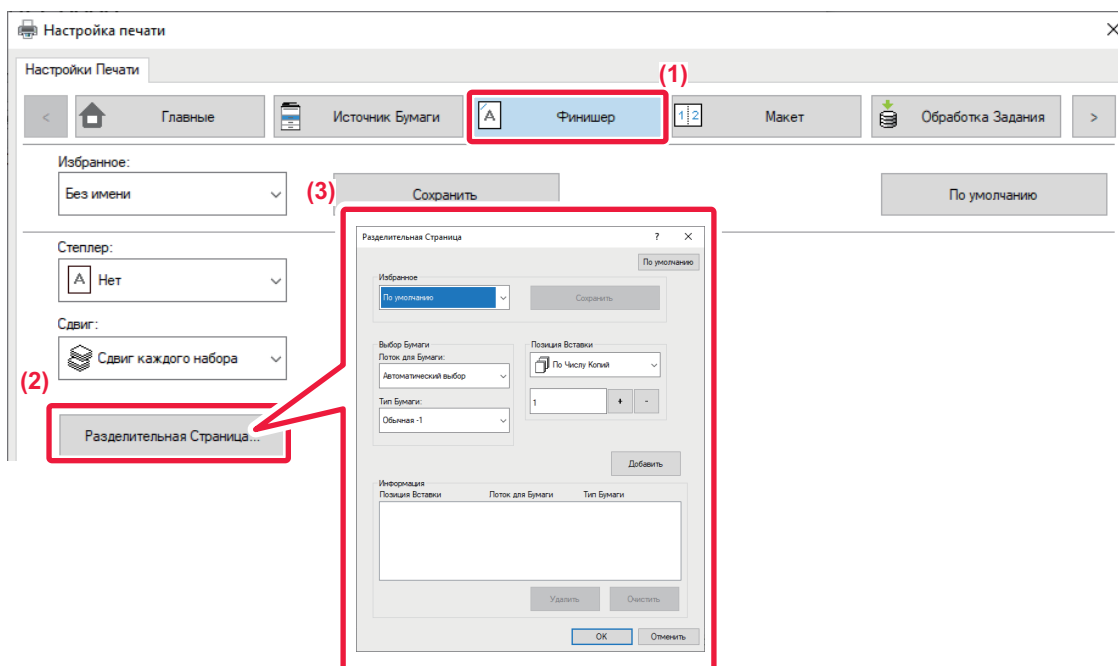 Настройка печати
Настройки Печати
(1)
<
Главные
Источник Бумаги
A
Финишер
1 2
Макет
Обработка Задания
>
Избранное:
Без имени
(3)
Сохранить
По умолчанию
Разделительная Страница
?
По умолчанию
Избранное
По умолчанию
Сохранить
Степлер:
A
Нет
Сдвиг:
Сдвиг каждого набора
(2)
Разделительная Страница...
Выбор Бумаги
Поток для Бумаги:
Автоматический выбор
Тип Бумаги:
Обычная -1
Позиция Вставки
По Числу Копий
1
+
-
Добавить
Информация
Позиция Вставки Поток для Бумаги Тип Бумаги
Удалить
Очистить
OK
Отменить